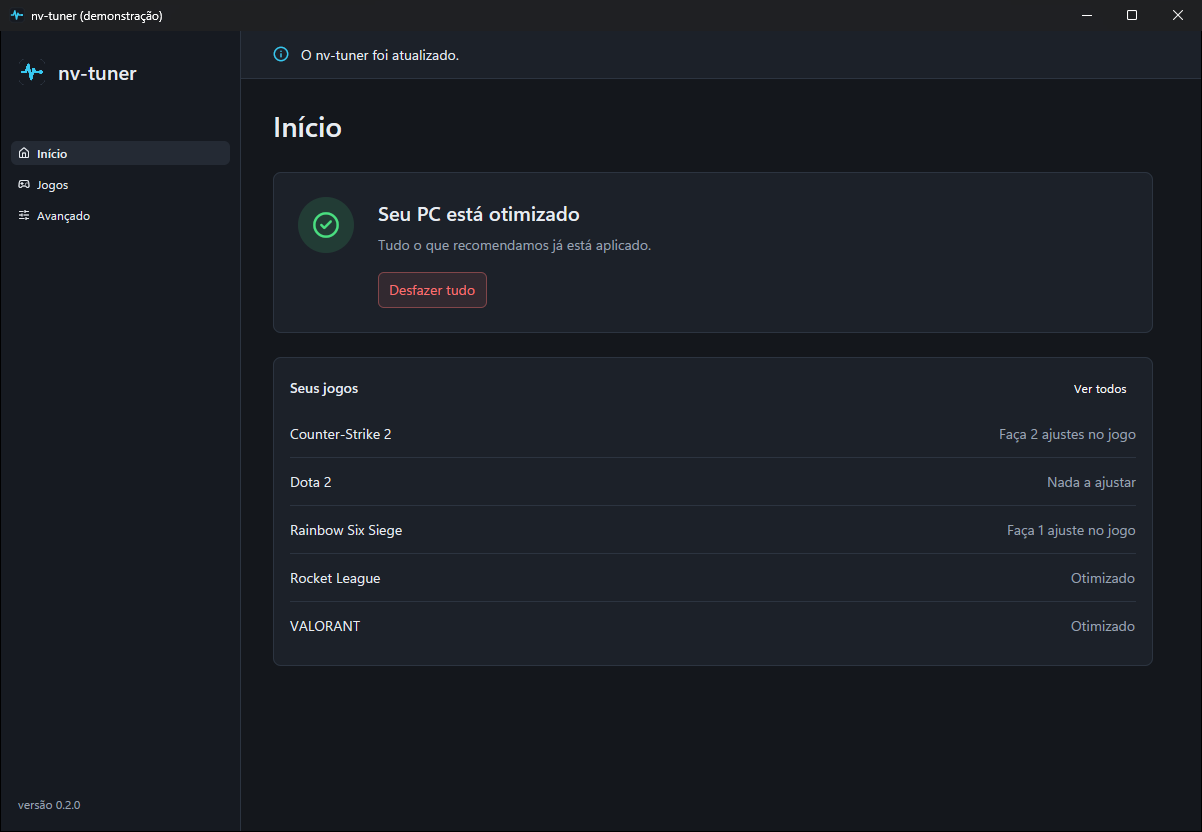 nv-tuner (demonstração)
nv-tuner
O nv-tuner foi atualizado.
Início
Jogos
Avançado
Início
Seu PC está otimizado
Tudo o que recomendamos já está aplicado.
Desfazer tudo
Seus jogos
Ver todos
Counter-Strike 2
Faça 2 ajustes no jogo
Dota 2
Nada a ajustar
Rainbow Six Siege
Faça 1 ajuste no jogo
Rocket League
Otimizado
VALORANT
Otimizado
versão 0.2.0